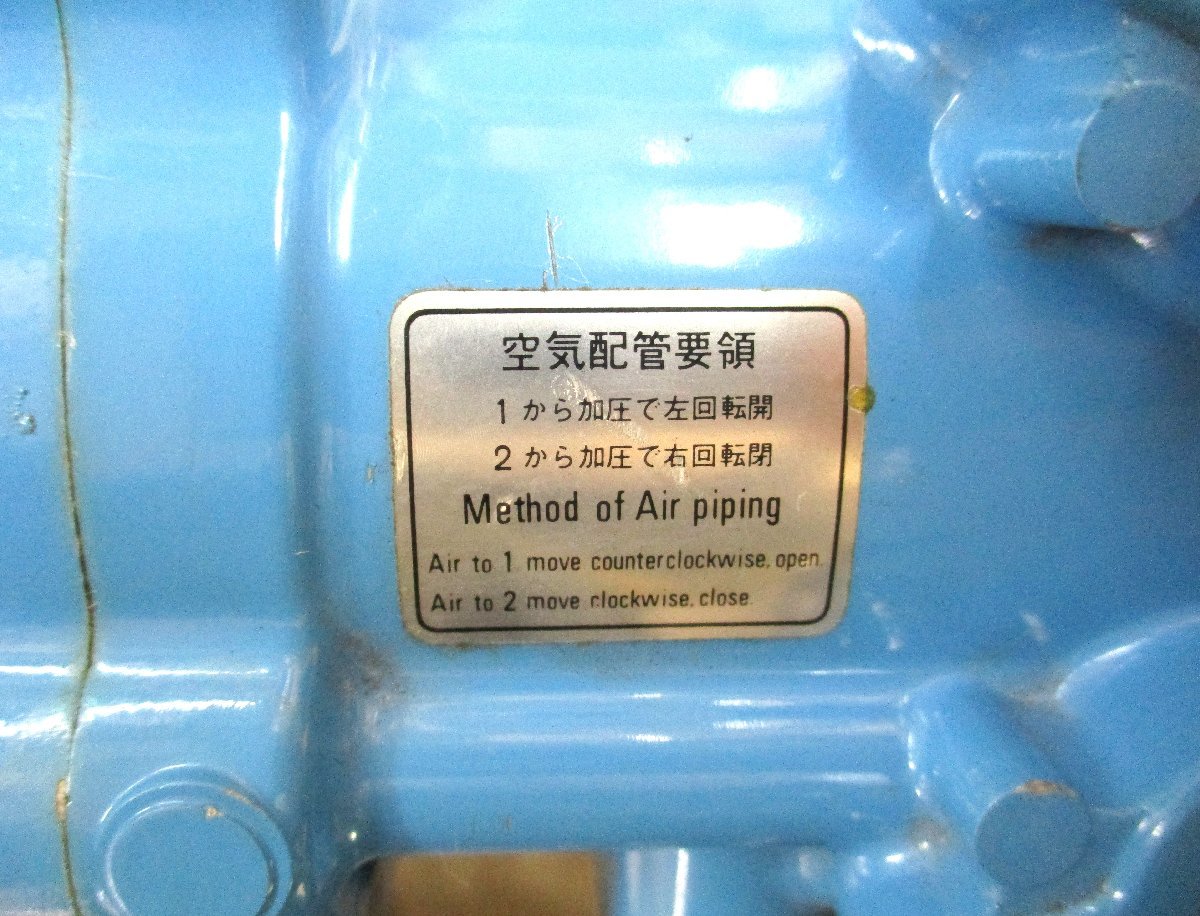 空気配管要領
1 から加圧で左回転開
2 から加圧で右回転閉
Method of Air piping
Air to 1 move counterclockwise. open.
Air to 2 move clockwise. close.